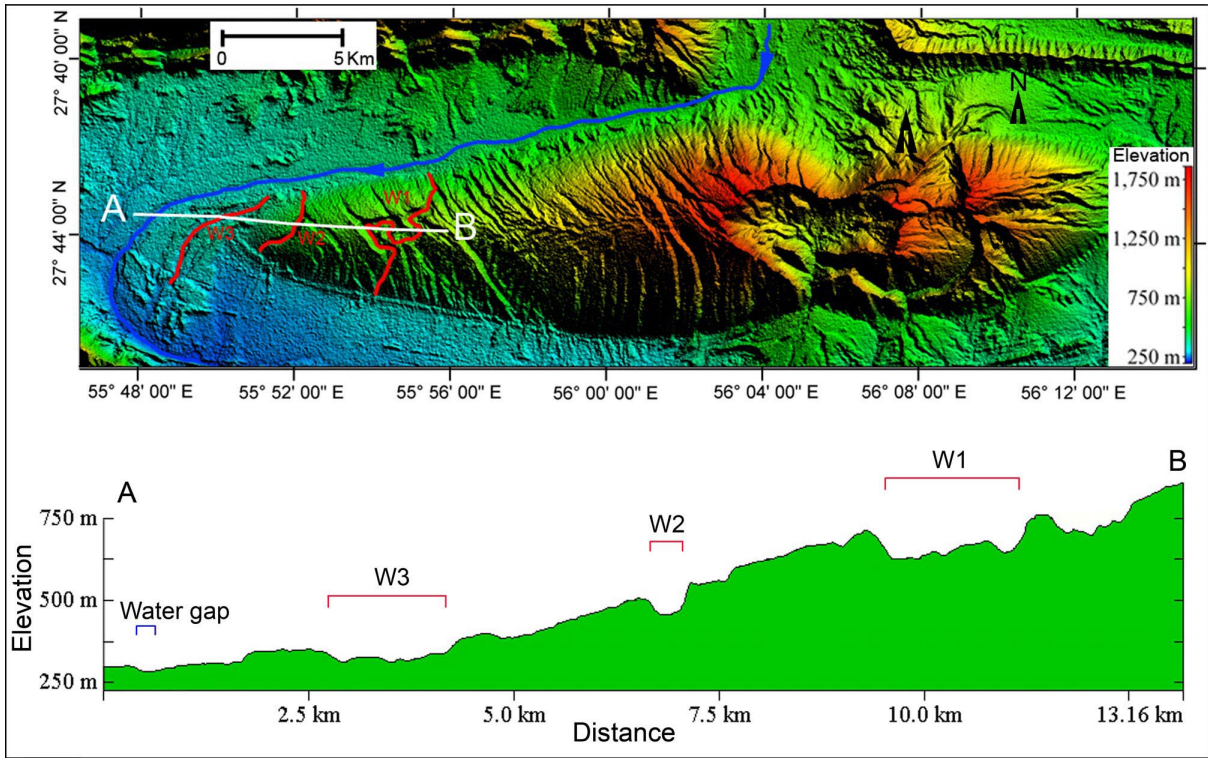 0 5 Km
27° 40' 00" N
27° 44' 00" N
N
Elevation
1,750 m
1,250 m
750 m
250 m
A
B
W1
W2
W3
55° 48' 00" E 55° 52' 00" E 55° 56' 00" E 56° 00' 00" E 56° 04' 00" E 56° 08' 00" E 56° 12' 00" E
A
B
W1
W2
W3
Water gap
Elevation
750 m
500 m
250 m
2.5 km 5.0 km 7.5 km 10.0 km 13.16 km
Distance